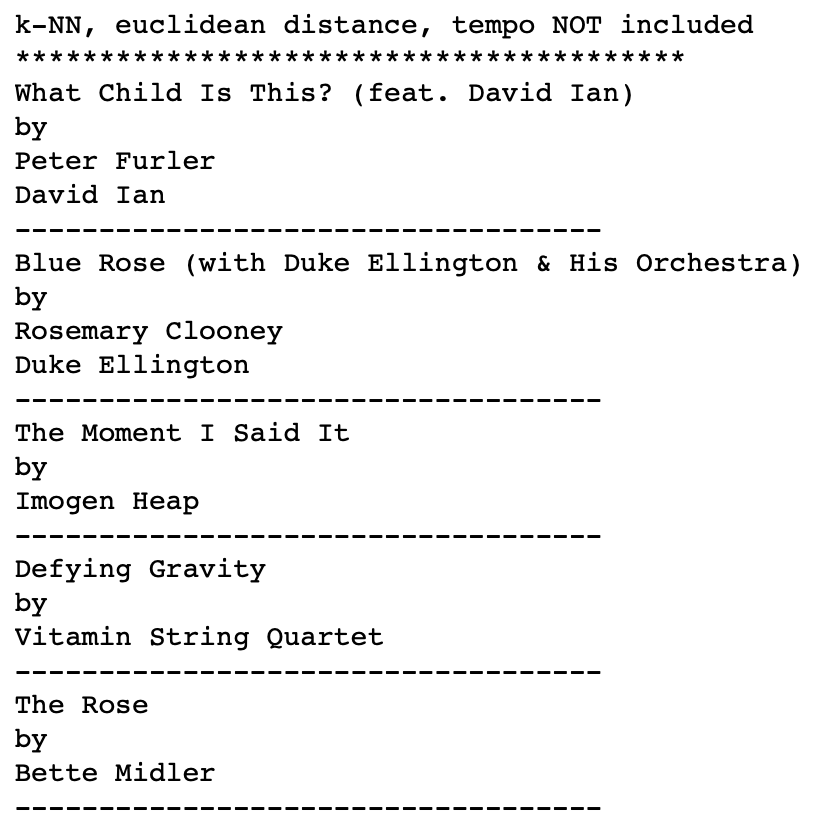 k-NN, euclidean distance, tempo NOT included
****************************************
What Child Is This? (feat. David Ian)
by
Peter Furler
David Ian
-----------------------------------
Blue Rose (with Duke Ellington & His Orchestra)
by
Rosemary Clooney
Duke Ellington
-----------------------------------
The Moment I Said It
by
Imogen Heap
-----------------------------------
Defying Gravity
by
Vitamin String Quartet
-----------------------------------
The Rose
by
Bette Midler
-----------------------------------